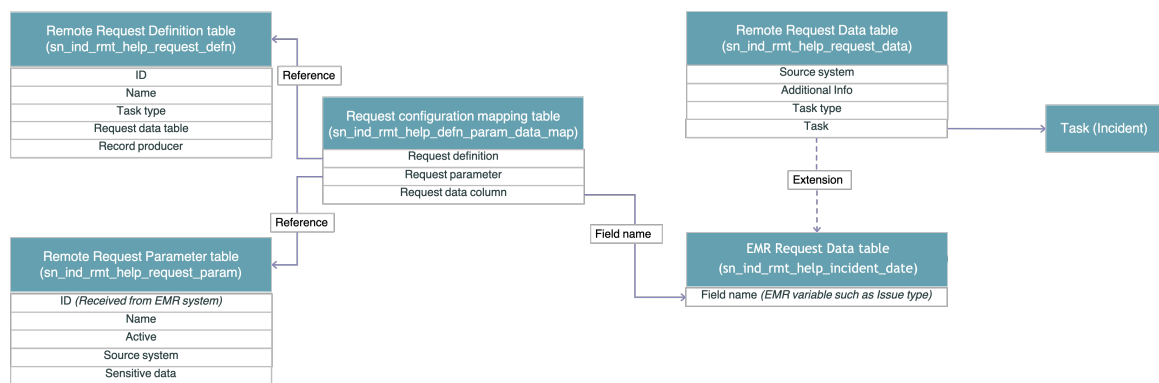 Remote Request Definition table
(sn_ind_rmt_help_request_defn)
ID
Name
Task type
Request data table
Record producer
Reference
Request configuration mapping table
(sn_ind_rmt_help_defn_param_data_map)
Request definition
Request parameter
Request data column
Reference
Remote Request Parameter table
(sn_ind_rmt_help_request_param)
ID (Received from EMR system)
Name
Active
Source system
Sensitive data
Remote Request Data table
(sn_ind_rmt_help_request_data)
Source system
Additional Info
Task type
Task
Task (Incident)
Extension
Field name
EMR Request Data table
(sn_ind_rmt_help_incident_date)
Field name (EMR variable such as Issue type)